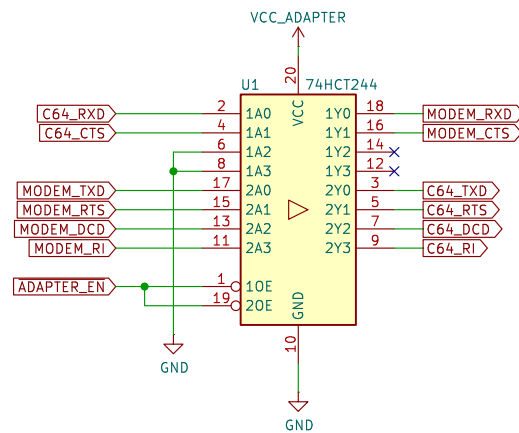 VCC_ADAPTER
U1 74HCT244
20
VCC
C64_RXD 2 1A0 1Y0 18 MODEM_RXD
C64_CTS 4 1A1 1Y1 16 MODEM_CTS
6 1A2 1Y2 14
8 1A3 1Y3 12
MODEM_TXD 17 2A0 2Y0 3 C64_TXD
MODEM_RTS 15 2A1 2Y1 5 C64_RTS
MODEM_DCD 13 2A2 2Y2 7 C64_DCD
MODEM_RI 11 2A3 2Y3 9 C64_RI
ADAPTER_EN 1 1OE
19 2OE
GND
10
GND
GND